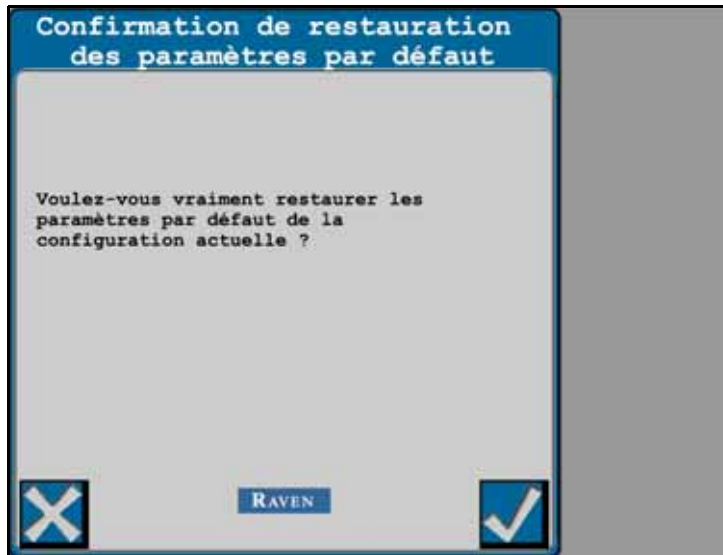 Confirmation de restauration
des paramètres par défaut
Voulez-vous vraiment restaurer les
paramètres par défaut de la
configuration actuelle ?
RAVEN